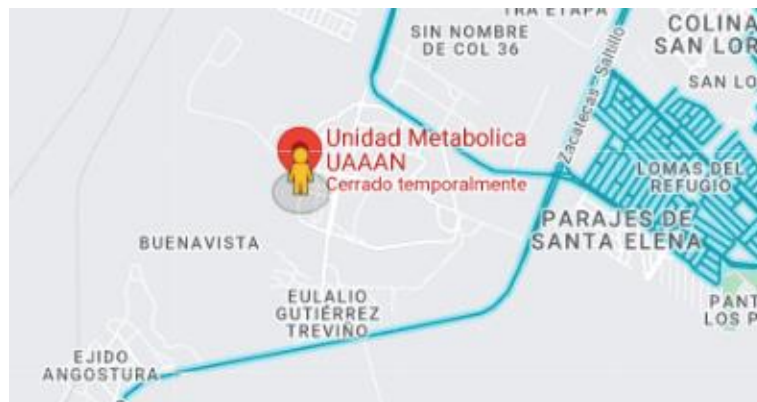 TRA ETAPA
COLINA
SAN LOR
SIN NOMBRE
DE COL 36
SAN LO
Zacatecas - Saltillo
Unidad Metabolica
UAAAN
Cerrado temporalmente
LOMAS DEL
REFUGIO
PARAJES DE
SANTA ELENA
BUENAVISTA
EULALIO
GUTIÉRREZ
TREVIÑO
PANT
LOS P
EJIDO
ANGOSTURA